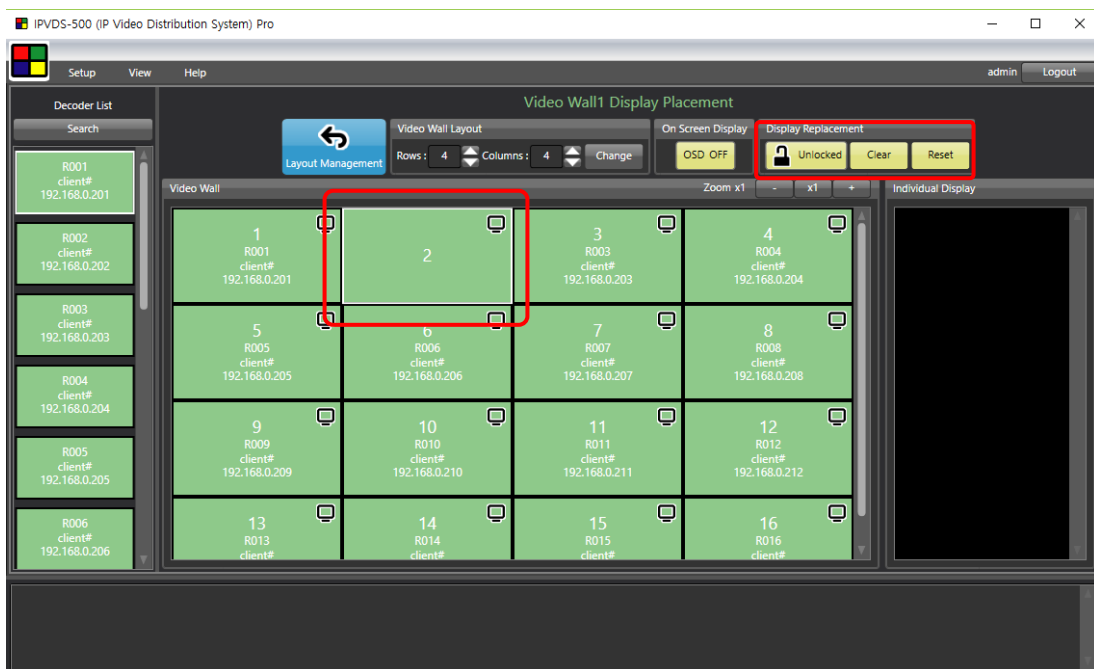 IPVDS-500 (IP Video Distribution System) Pro
Setup View Help admin Logout
Decoder List
Search
R001
client#
192.168.0.201
R002
client#
192.168.0.202
R003
client#
192.168.0.203
R004
client#
192.168.0.204
R005
client#
192.168.0.205
R006
client#
192.168.0.206
Video Wall1 Display Placement
Layout Management
Video Wall Layout
Rows : 4 Columns : 4 Change
On Screen Display
OSD OFF
Display Replacement
Unlocked Clear Reset
Video Wall
Zoom x1 - x1 +
1
R001
client#
192.168.0.201
2
3
R003
client#
192.168.0.203
4
R004
client#
192.168.0.204
5
R005
client#
192.168.0.205
6
R006
client#
192.168.0.206
7
R007
client#
192.168.0.207
8
R008
client#
192.168.0.208
9
R009
client#
192.168.0.209
10
R010
client#
192.168.0.210
11
R011
client#
192.168.0.211
12
R012
client#
192.168.0.212
13
R013
client#
14
R014
client#
15
R015
client#
16
R016
client#
Individual Display